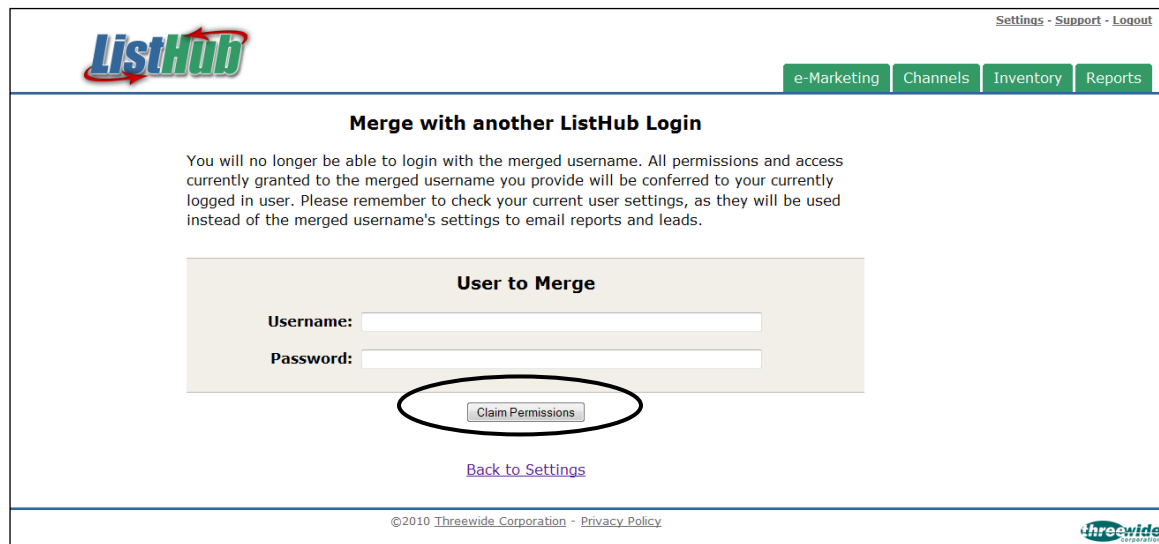 Settings - Support - Logout
ListHub
e-Marketing Channels Inventory Reports
Merge with another ListHub Login
You will no longer be able to login with the merged username. All permissions and access
currently granted to the merged username you provide will be conferred to your currently
logged in user. Please remember to check your current user settings, as they will be used
instead of the merged username's settings to email reports and leads.
User to Merge
Username:
Password:
Claim Permissions
Back to Settings
©2010 Threewide Corporation - Privacy Policy
threewide
corporation